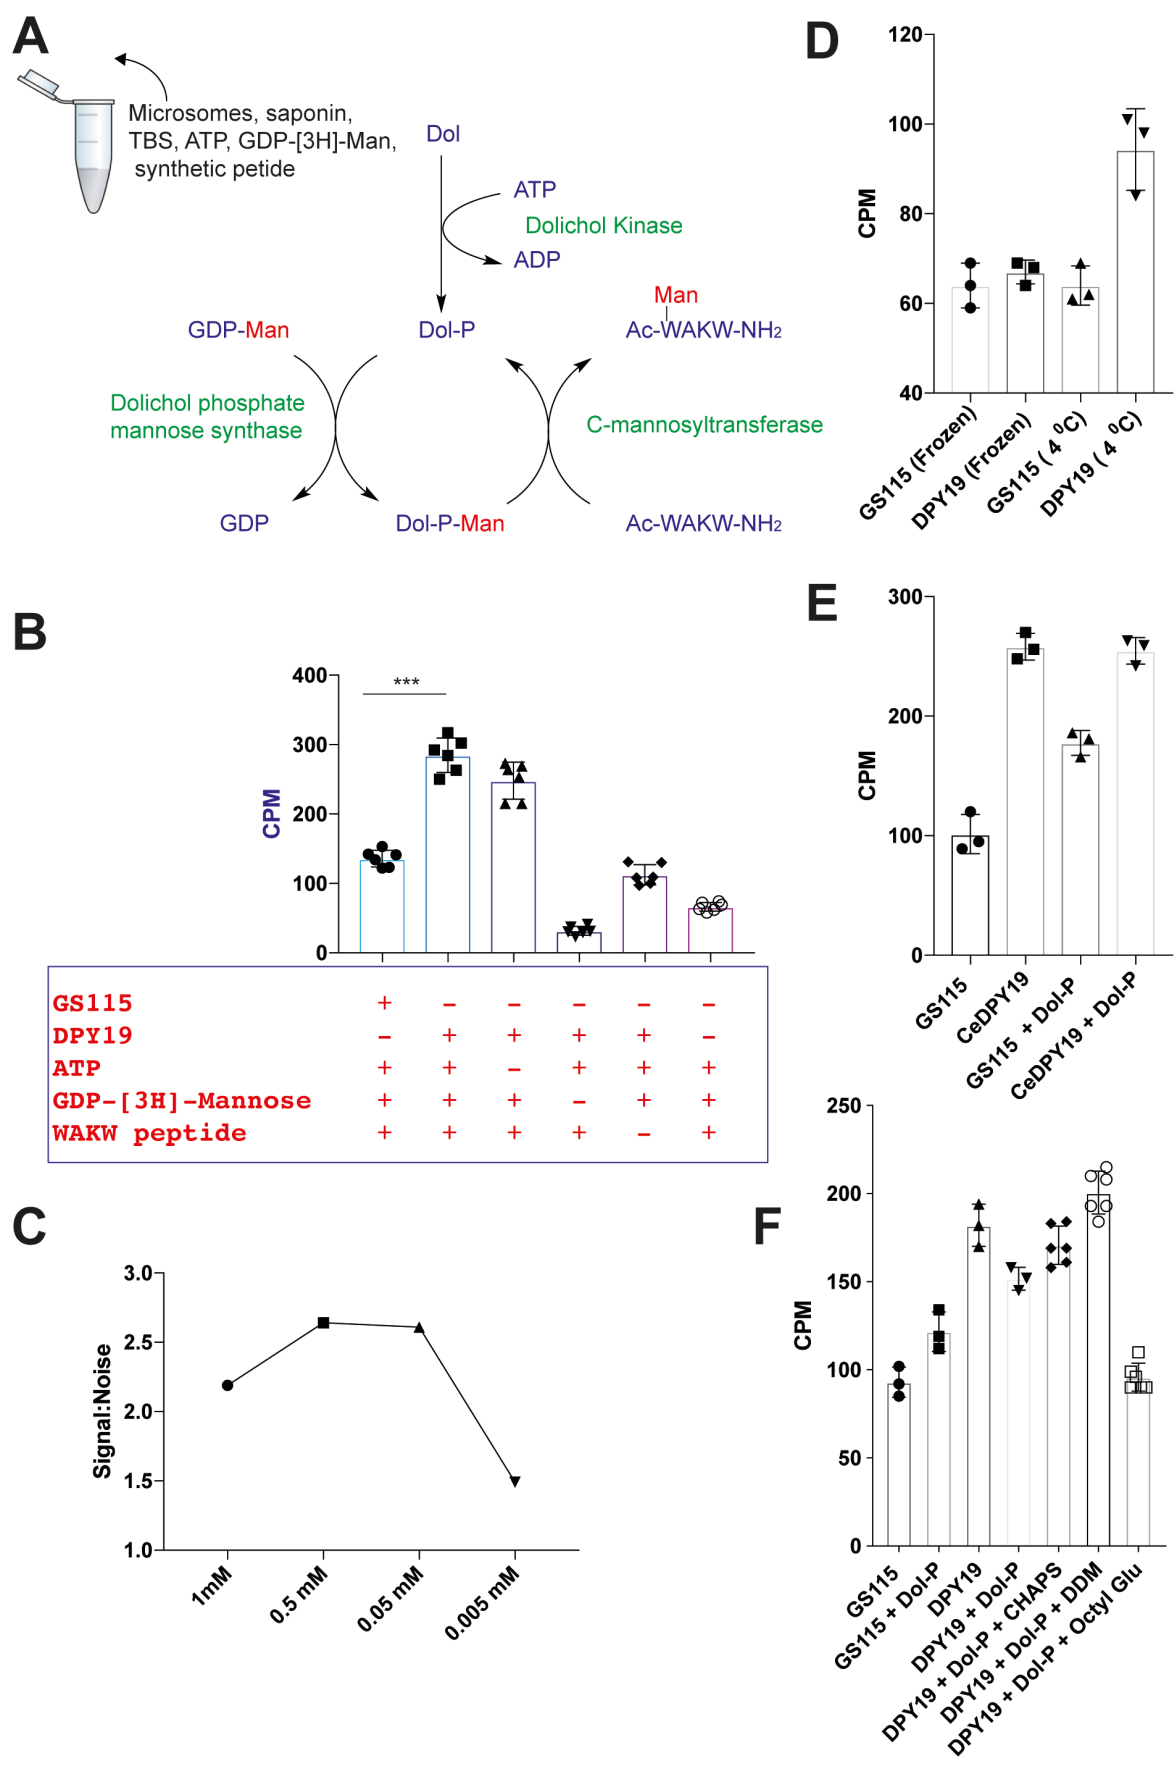 A
Microsomes, saponin,
TBS, ATP, GDP-[3H]-Man,
synthetic petide
Dol
ATP
Dolichol Kinase
ADP
Man
GDP-Man
Dol-P
Ac-WAKW-NH2
Dolichol phosphate
mannose synthase
C-mannosyltransferase
GDP
Dol-P-Man
Ac-WAKW-NH2
B
400
300
200
100
0
CPM
***
GS115 + – – – – –
DPY19 – + + + + –
ATP + + – + + +
GDP-[3H]-Mannose + + + – + +
WAKW peptide + + + + – +
C
3.0
2.5
2.0
1.5
1.0
Signal:Noise
1mM
0.5 mM
0.05 mM
0.005 mM
D
120
100
80
60
40
CPM
GS115 (Frozen)
DPY19 (Frozen)
GS115 ( 4 ⁰C)
DPY19 ( 4 ⁰C)
E
300
200
100
0
CPM
GS115
CeDPY19
GS115 + Dol-P
CeDPY19 + Dol-P
F
250
200
150
100
50
0
CPM
GS115
GS115 + Dol-P
DPY19
DPY19 + Dol-P
DPY19 + Dol-P + CHAPS
DPY19 + Dol-P + DDM
DPY19 + Dol-P + Octyl Glu